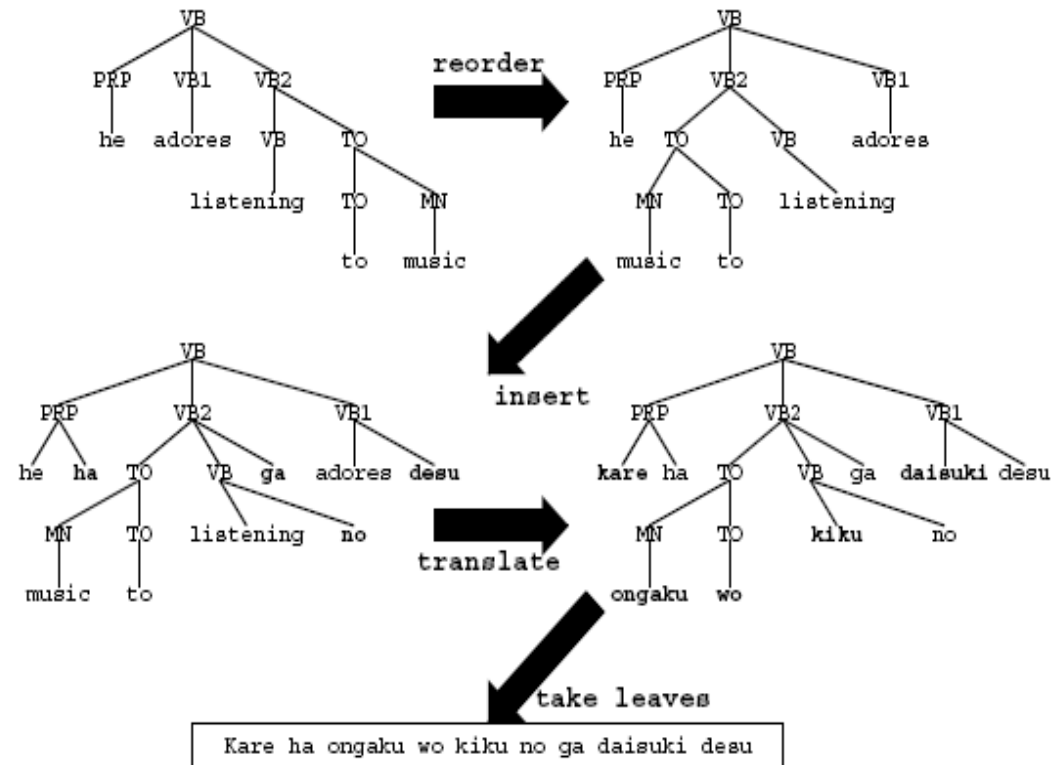 VB VB
reorder
PRP VB1 VB2 PRP VB2 VB1
he adores VB TO he TO VB adores
listening TO MN MN TO listening
to music music to
VB VB
insert
PRP VB2 VB1 PRP VB2 VB1
he ha TO VB ga adores desu kare ha TO VB ga daisuki desu
MN TO listening no MN TO kiku no
translate
music to ongaku wo
take leaves
Kare ha ongaku wo kiku no ga daisuki desu